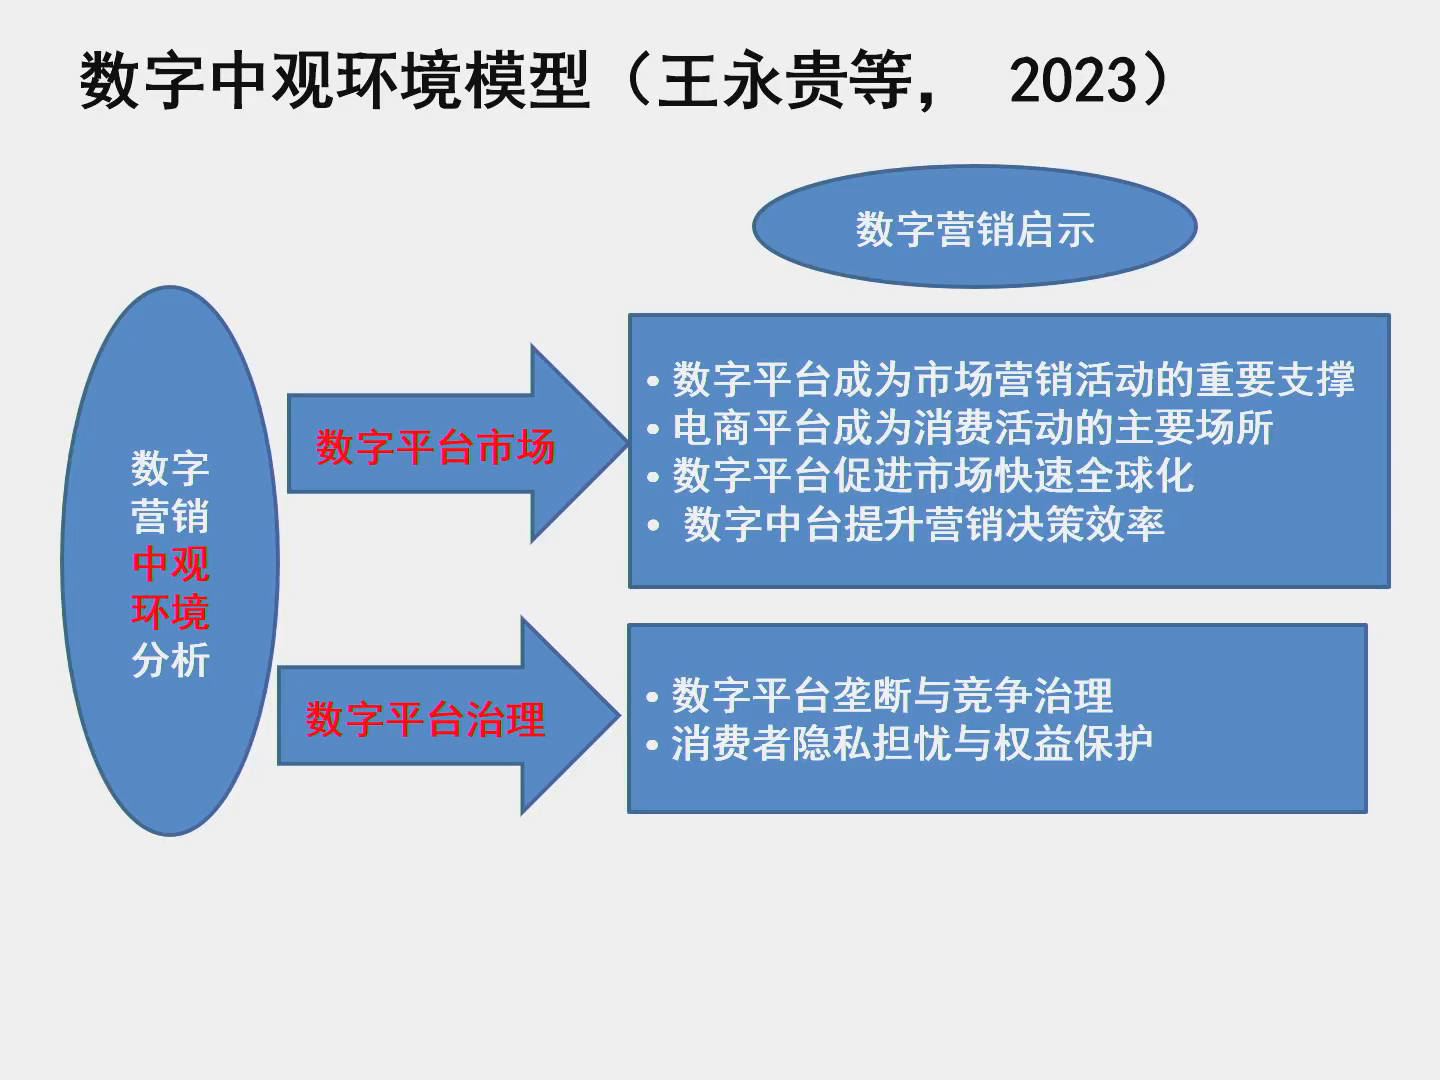 数字中观环境模型（王永贵等， 2023）
数字营销启示
数字
营销
中观
环境
分析
数字平台市场
• 数字平台成为市场营销活动的重要支撑
• 电商平台成为消费活动的主要场所
• 数字平台促进市场快速全球化
• 数字中台提升营销决策效率
数字平台治理
• 数字平台垄断与竞争治理
• 消费者隐私担忧与权益保护